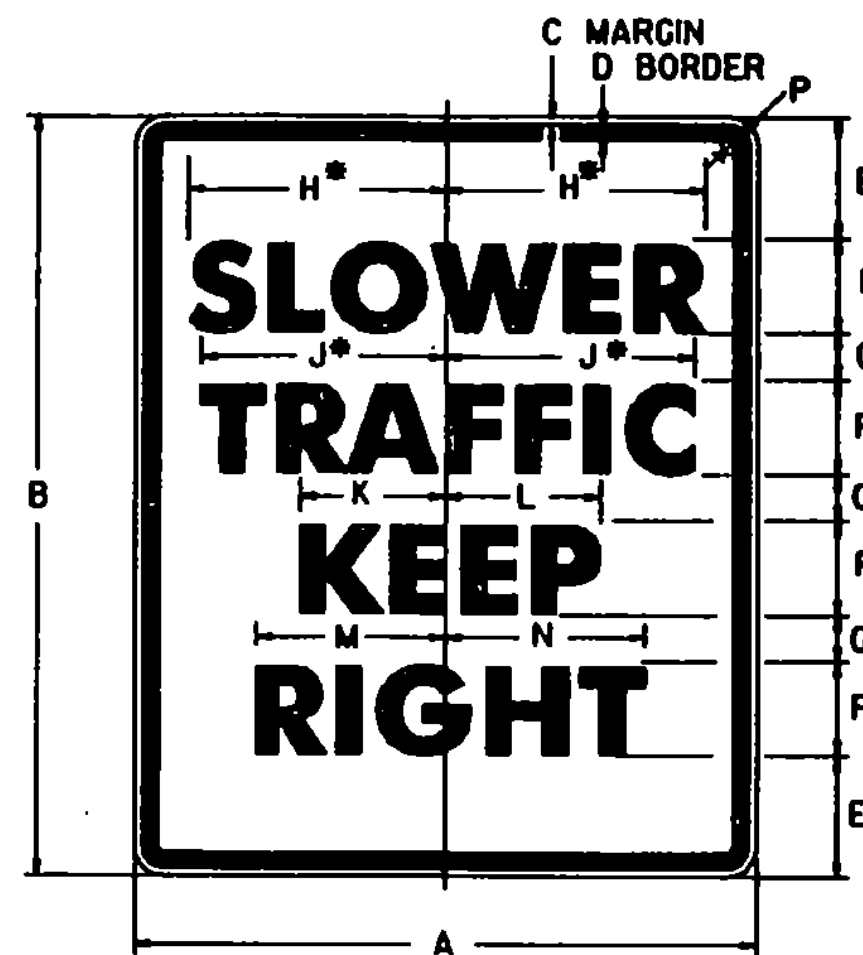 C MARGIN
D BORDER
P
H* H*
E
SLOWER
F
J* J*
G
TRAFFIC
F
K L
G
B
KEEP
F
M N
G
RIGHT
F
E
A